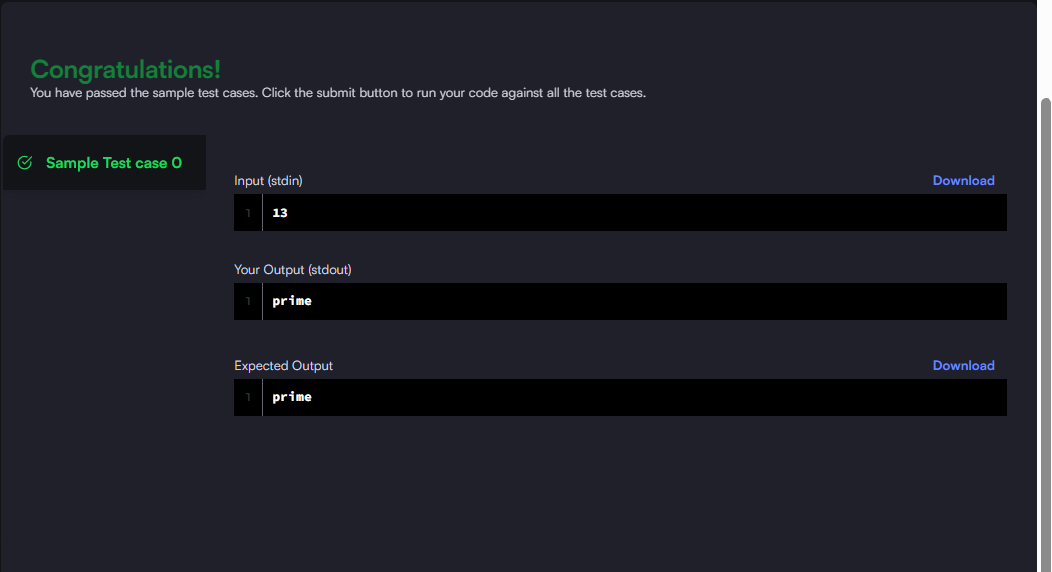 Congratulations!
You have passed the sample test cases. Click the submit button to run your code against all the test cases.
Sample Test case 0
Input (stdin)
Download
1
13
Your Output (stdout)
1
prime
Expected Output
Download
1
prime